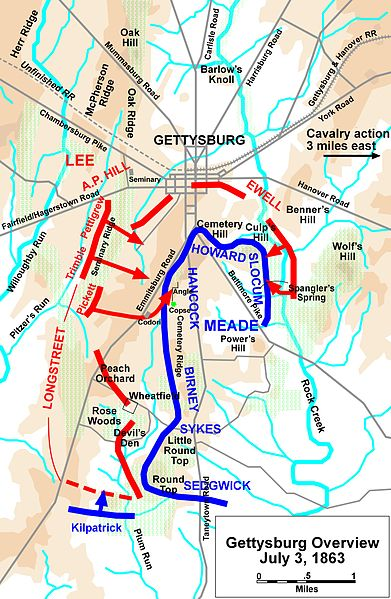 Herr Ridge
Oak
Hill
Mummasburg Road
Carlisle Road
Harrisburg Road
Barlow's
Knoll
Unfinished RR
McPherson
Ridge
Oak Ridge
Gettysburg & Hanover RR
York Road
Chambersburg Pike
GETTYSBURG
Cavalry action
3 miles east
LEE
A.P. HILL
Seminary
EWELL
Hanover Road
Fairfield/Hagerstown Road
Benner's
Hill
Pettigrew
Trimble
Seminary Ridge
Cemetery
Hill
Culp's
Hill
Wolf's
Hill
Willoughby Run
Emmitsburg Road
HOWARD
SLOCUM
Baltimore Pike
Spangler's
Spring
Pitzer's Run
Pickett
Angle
Copse
Codori
HANCOCK
Cemetery Ridge
MEADE
Power's
Hill
LONGSTREET
Peach
Orchard
Wheatfield
BIRNEY
Rock Creek
Rose
Woods
Devil's
Den
SYKES
Little
Round
Top
Round
Top
SEDGWICK
Taneytown Road
Kilpatrick
Plum Run
Gettysburg Overview
July 3, 1863
0 .5 1
Miles